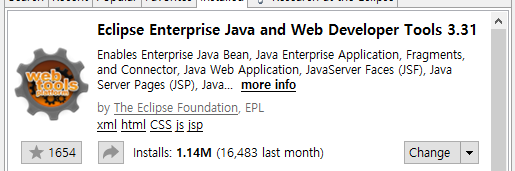 Search Recent Popular Favorites Installed Research at the Eclipse
Eclipse Enterprise Java and Web Developer Tools 3.31
Enables Enterprise Java Bean, Java Enterprise Application, Fragments,
and Connector, Java Web Application, JavaServer Faces (JSF), Java
Server Pages (JSP), Java... more info
by The Eclipse Foundation, EPL
xml html CSS js jsp
web
tools
platform
1654
Installs: 1.14M (16,483 last month)
Change